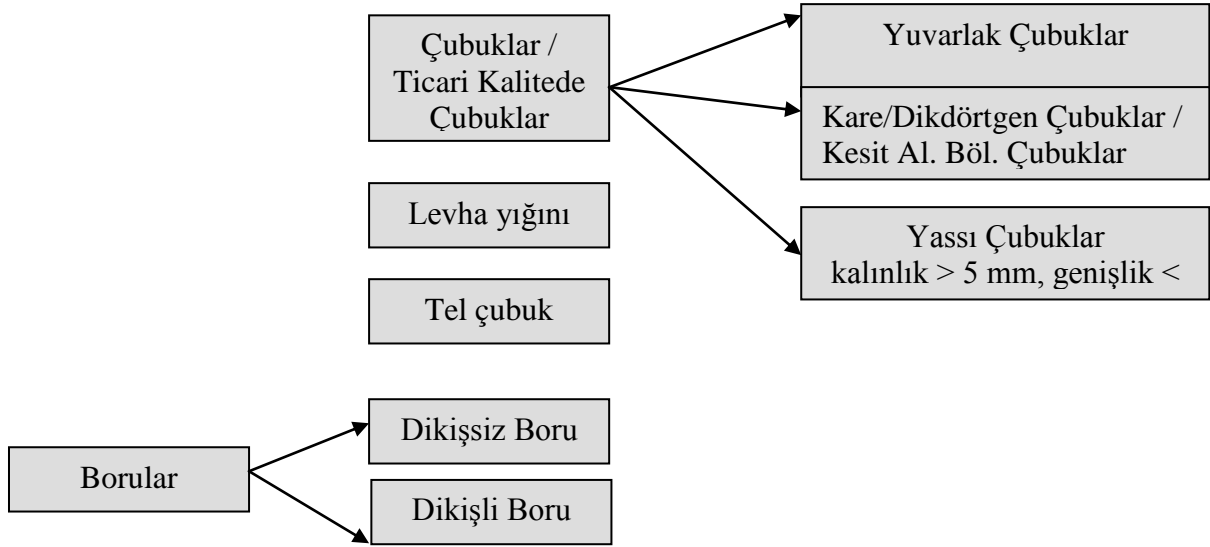 Çubuklar /
Ticari Kalitede
Çubuklar
Yuvarlak Çubuklar
Kare/Dikdörtgen Çubuklar /
Kesit Al. Böl. Çubuklar
Levha yığını
Yassı Çubuklar
kalınlık > 5 mm, genişlik <
Tel çubuk
Dikişsiz Boru
Borular
Dikişli Boru